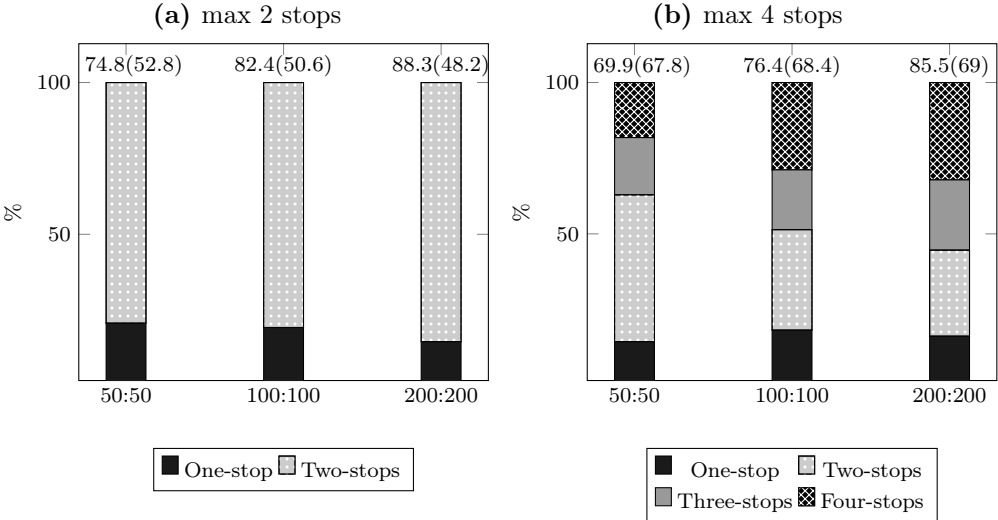 (a) max 2 stops
74.8(52.8) 82.4(50.6) 88.3(48.2)
100
50
%
50:50 100:100 200:200
One-stop Two-stops
(b) max 4 stops
69.9(67.8) 76.4(68.4) 85.5(69)
100
50
%
50:50 100:100 200:200
One-stop Two-stops
Three-stops Four-stops